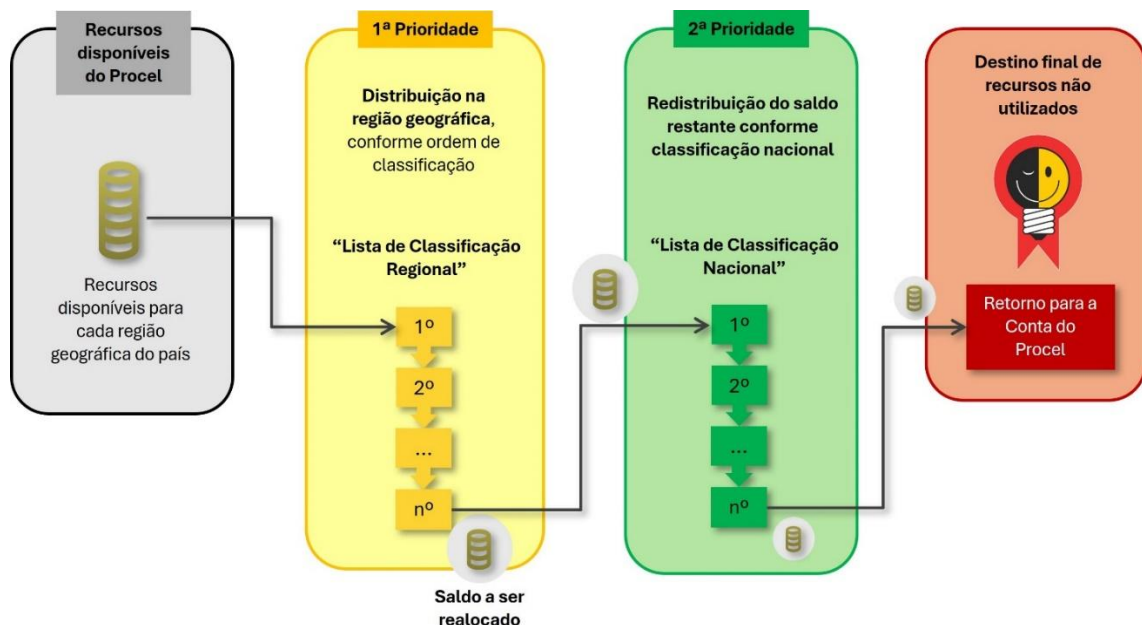 Recursos
disponíveis
do Procel
Recursos
disponíveis para
cada região
geográfica do país
1ª Prioridade
Distribuição na
região geográfica,
conforme ordem de
classificação
“Lista de Classificação
Regional”
1º
2º
...
nº
Saldo a ser
realocado
2ª Prioridade
Redistribuição do saldo
restante conforme
classificação nacional
“Lista de Classificação
Nacional”
1º
2º
...
nº
Destino final de
recursos não
utilizados
Retorno para a
Conta do
Procel